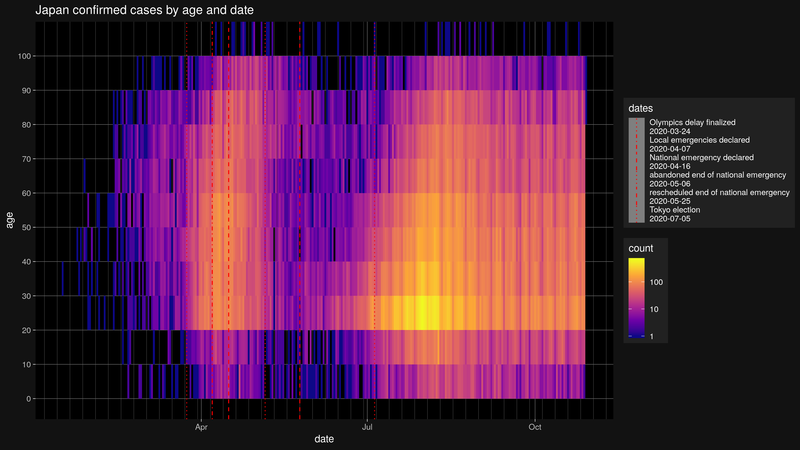 Japan confirmed cases by age and date
age
100
90
80
70
60
50
40
30
20
10
0
Apr
Jul
Oct
date
dates
Olympics delay finalized
2020-03-24
Local emergencies declared
2020-04-07
National emergency declared
2020-04-16
abandoned end of national emergency
2020-05-06
rescheduled end of national emergency
2020-05-25
Tokyo election
2020-07-05
count
100
10
1